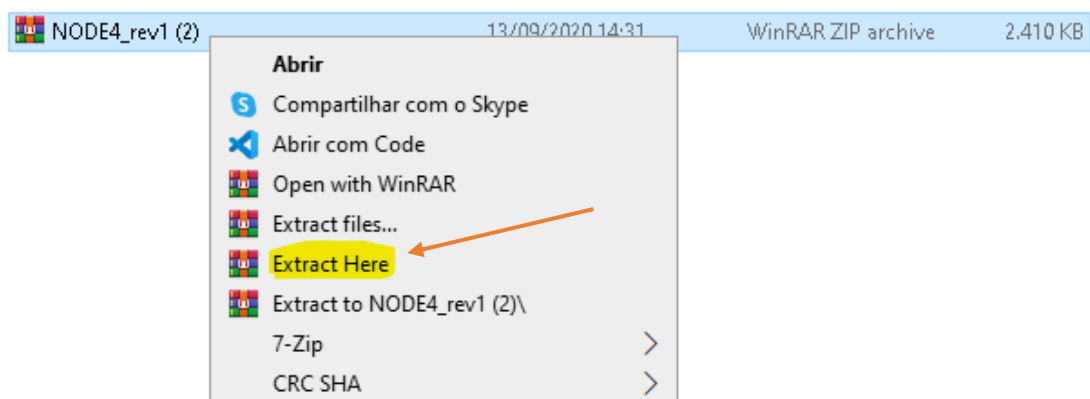 NODE4_rev1 (2) 13/09/2020 14:31 WinRAR ZIP archive 2.410 KB
Abrir
Compartilhar com o Skype
Abrir com Code
Open with WinRAR
Extract files...
Extract Here
Extract to NODE4_rev1 (2)\
7-Zip
CRC SHA